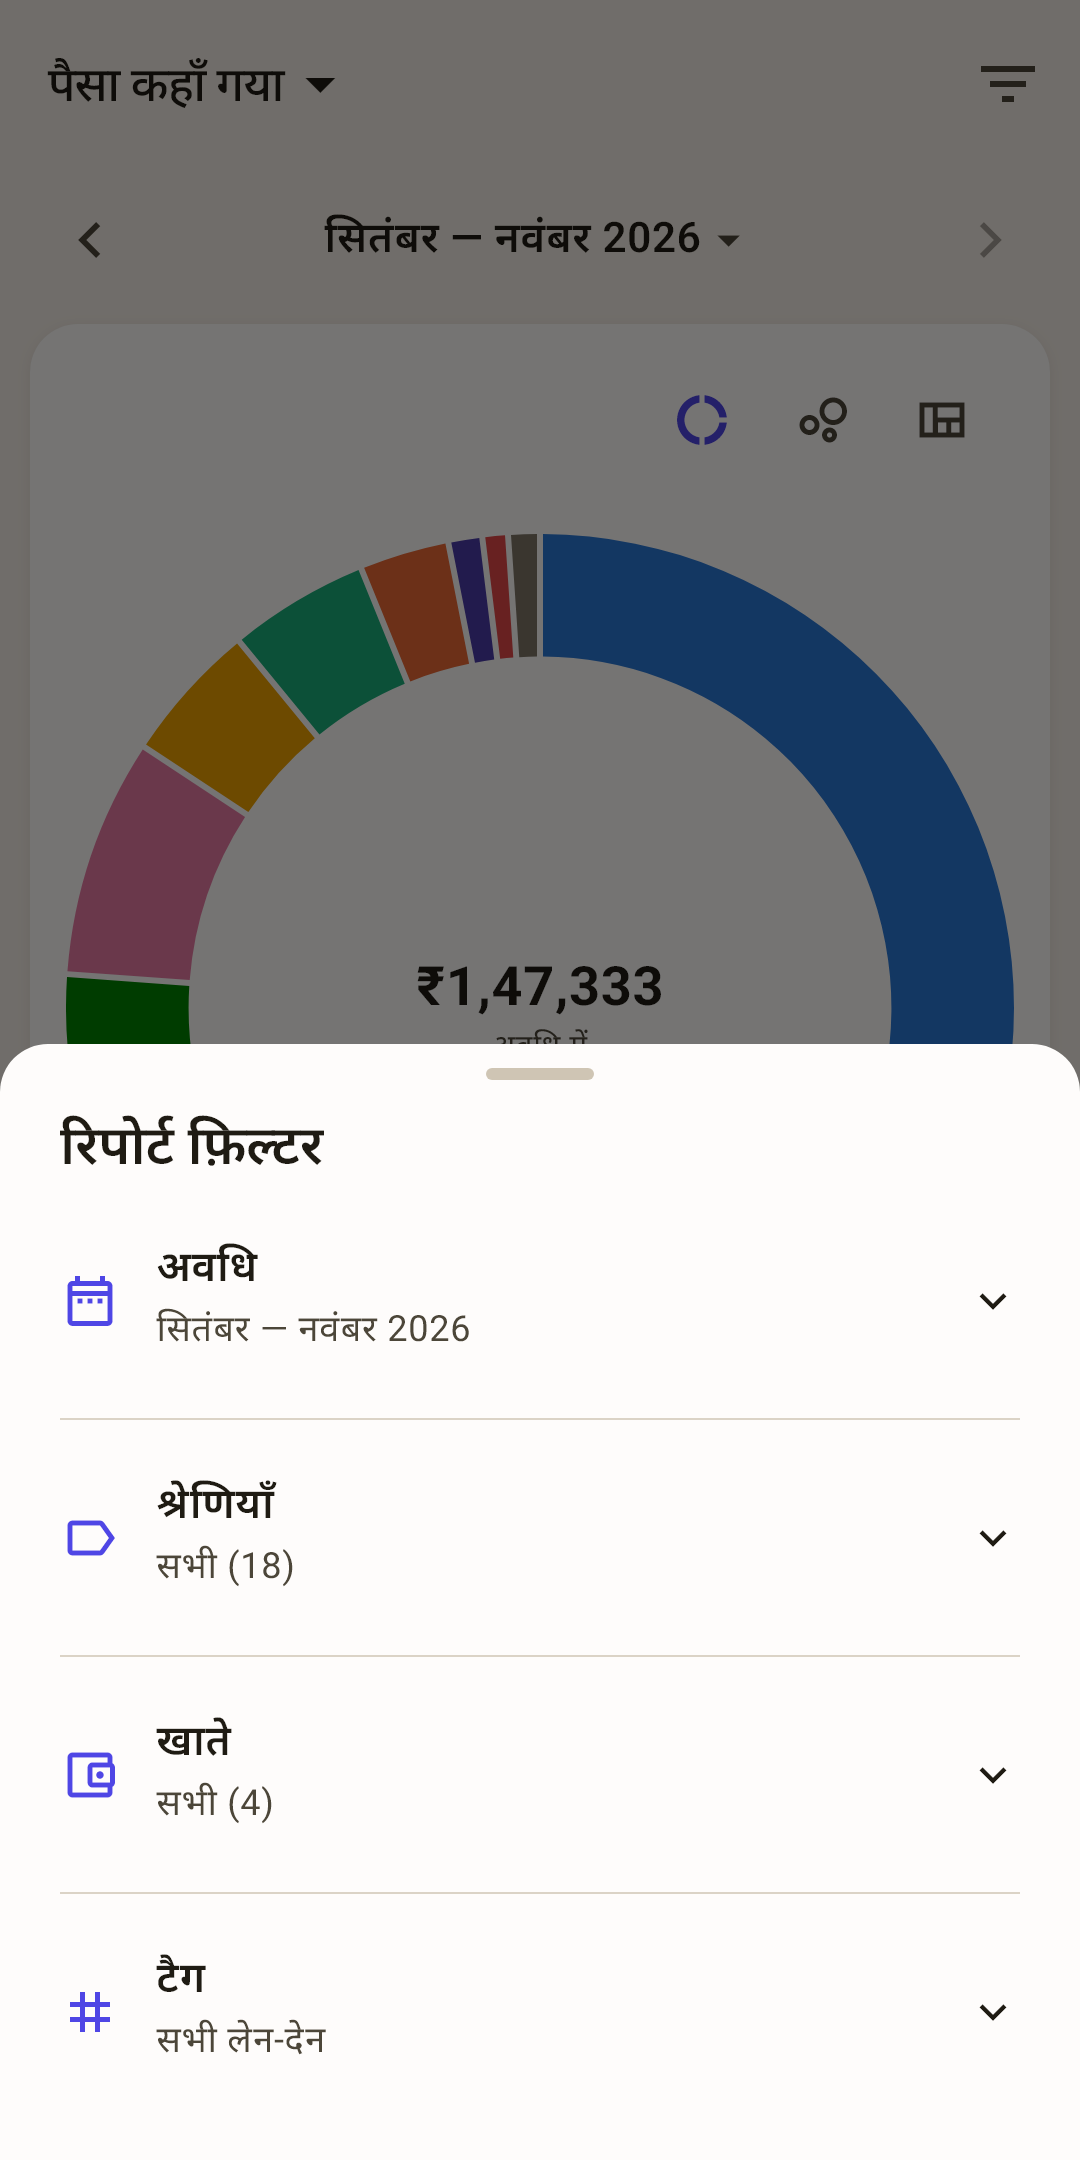 पैसा कहाँ गया
सितंबर – नवंबर 2026
₹1,47,333
अवधि में
रिपोर्ट फ़िल्टर
अवधि
सितंबर – नवंबर 2026
श्रेणियाँ
सभी (18)
खाते
सभी (4)
टैग
सभी लेन-देन